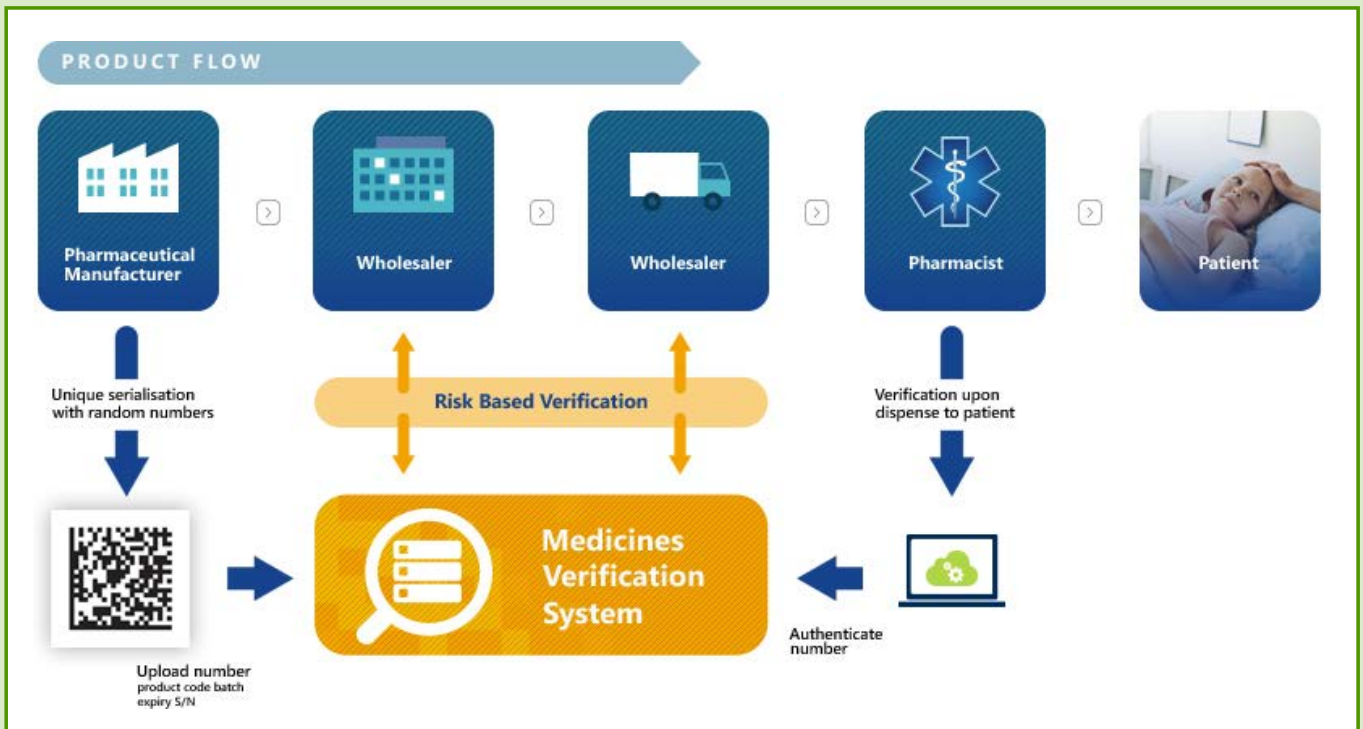 PRODUCT FLOW
Pharmaceutical
Manufacturer
Wholesaler
Wholesaler
Pharmacist
Patient
Unique serialisation
with random numbers
Risk Based Verification
Verification upon
dispense to patient
Medicines
Verification
System
Authenticate
number
Upload number
product code batch
expiry S/N